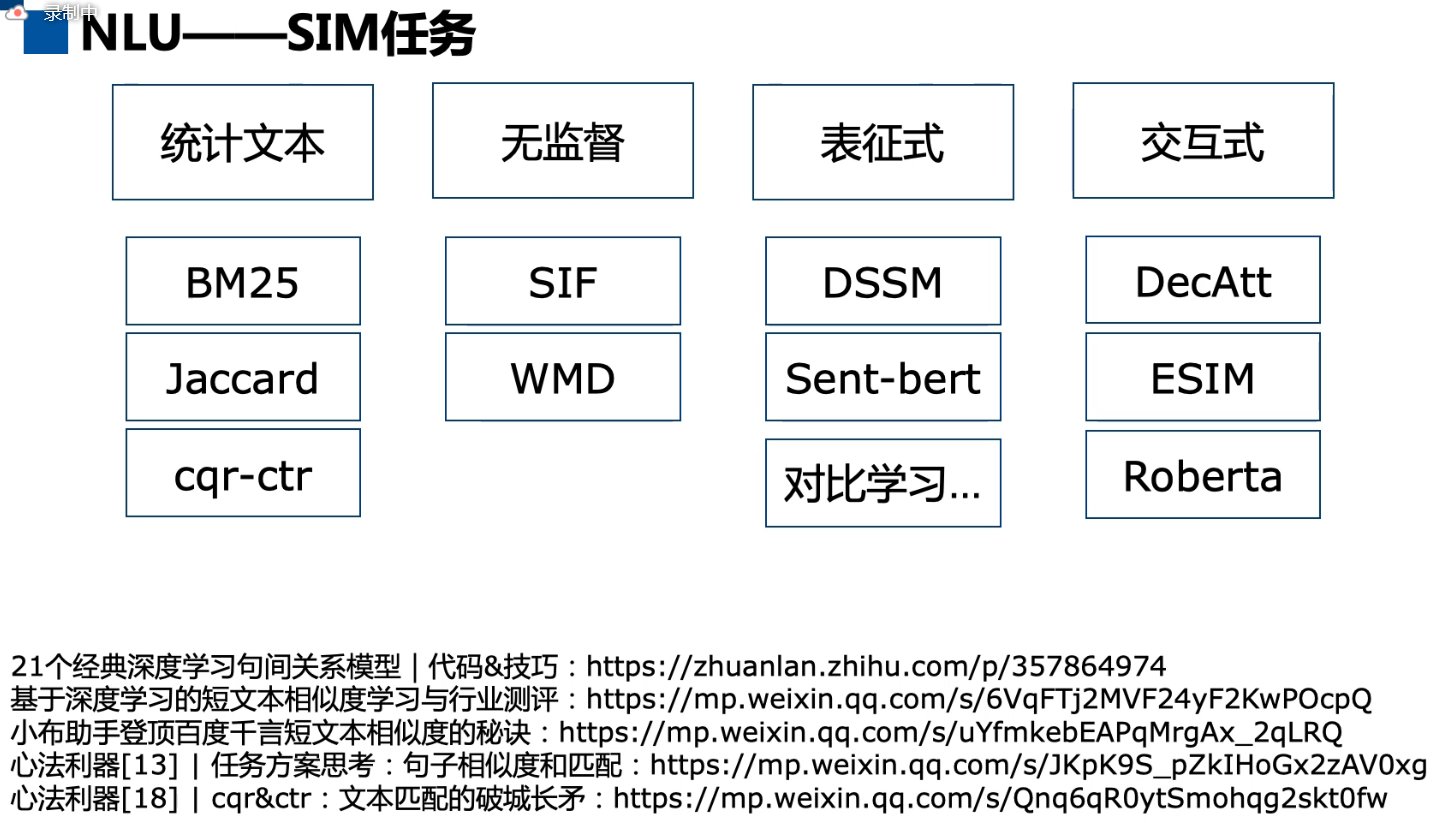 录制中
NLU——SIM任务
统计文本
无监督
表征式
交互式
BM25
SIF
DSSM
DecAtt
Jaccard
WMD
Sent-bert
ESIM
cqr-ctr
对比学习...
Roberta
21个经典深度学习句间关系模型 | 代码&技巧：https://zhuanlan.zhihu.com/p/357864974
基于深度学习的短文本相似度学习与行业测评：https://mp.weixin.qq.com/s/6VqFTj2MVF24yF2KwPOcpQ
小布助手登顶百度千言短文本相似度的秘诀：https://mp.weixin.qq.com/s/uYfmkebEAPqMrgAx_2qLRQ
心法利器[13] | 任务方案思考：句子相似度和匹配：https://mp.weixin.qq.com/s/JKpK9S_pZkIHoGx2zAV0xg
心法利器[18] | cqr&ctr：文本匹配的破城长矛：https://mp.weixin.qq.com/s/Qnq6qR0ytSmohqg2skt0fw